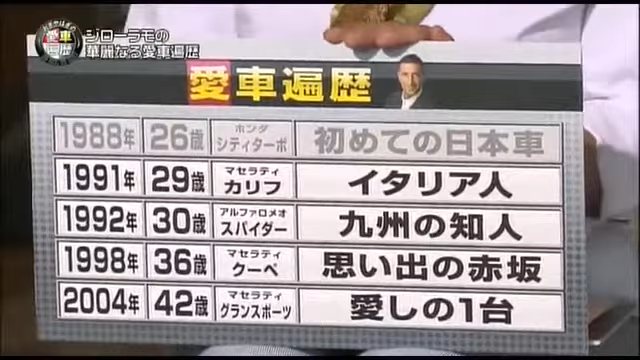 愛車
遍歴
ジローラモの
華麗なる愛車遍歴
愛車遍歴
1988年 26歳 ホンダ シティターボ 初めての日本車
1991年 29歳 マセラティ カリフ イタリア人
1992年 30歳 アルファロメオ スパイダー 九州の知人
1998年 36歳 マセラティ クーペ 思い出の赤坂
2004年 42歳 マセラティ グランスポーツ 愛しの1台